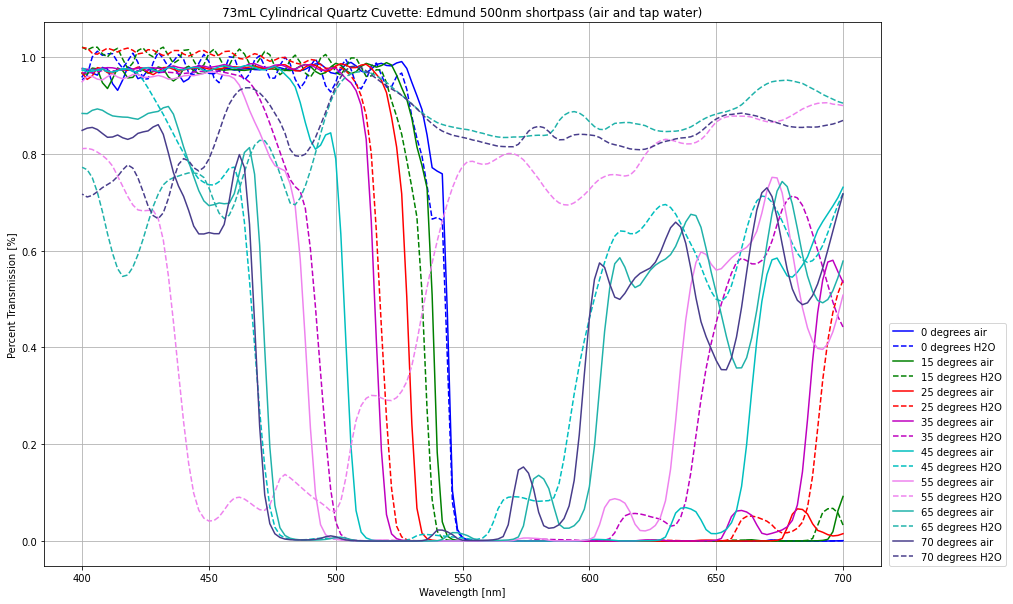 73mL Cylindrical Quartz Cuvette: Edmund 500nm shortpass (air and tap water)
Percent Transmission [%]
1.0
0.8
0.6
0.4
0.2
0.0
400 450 500 550 600 650 700
Wavelength [nm]
0 degrees air
0 degrees H2O
15 degrees air
15 degrees H2O
25 degrees air
25 degrees H2O
35 degrees air
35 degrees H2O
45 degrees air
45 degrees H2O
55 degrees air
55 degrees H2O
65 degrees air
65 degrees H2O
70 degrees air
70 degrees H2O